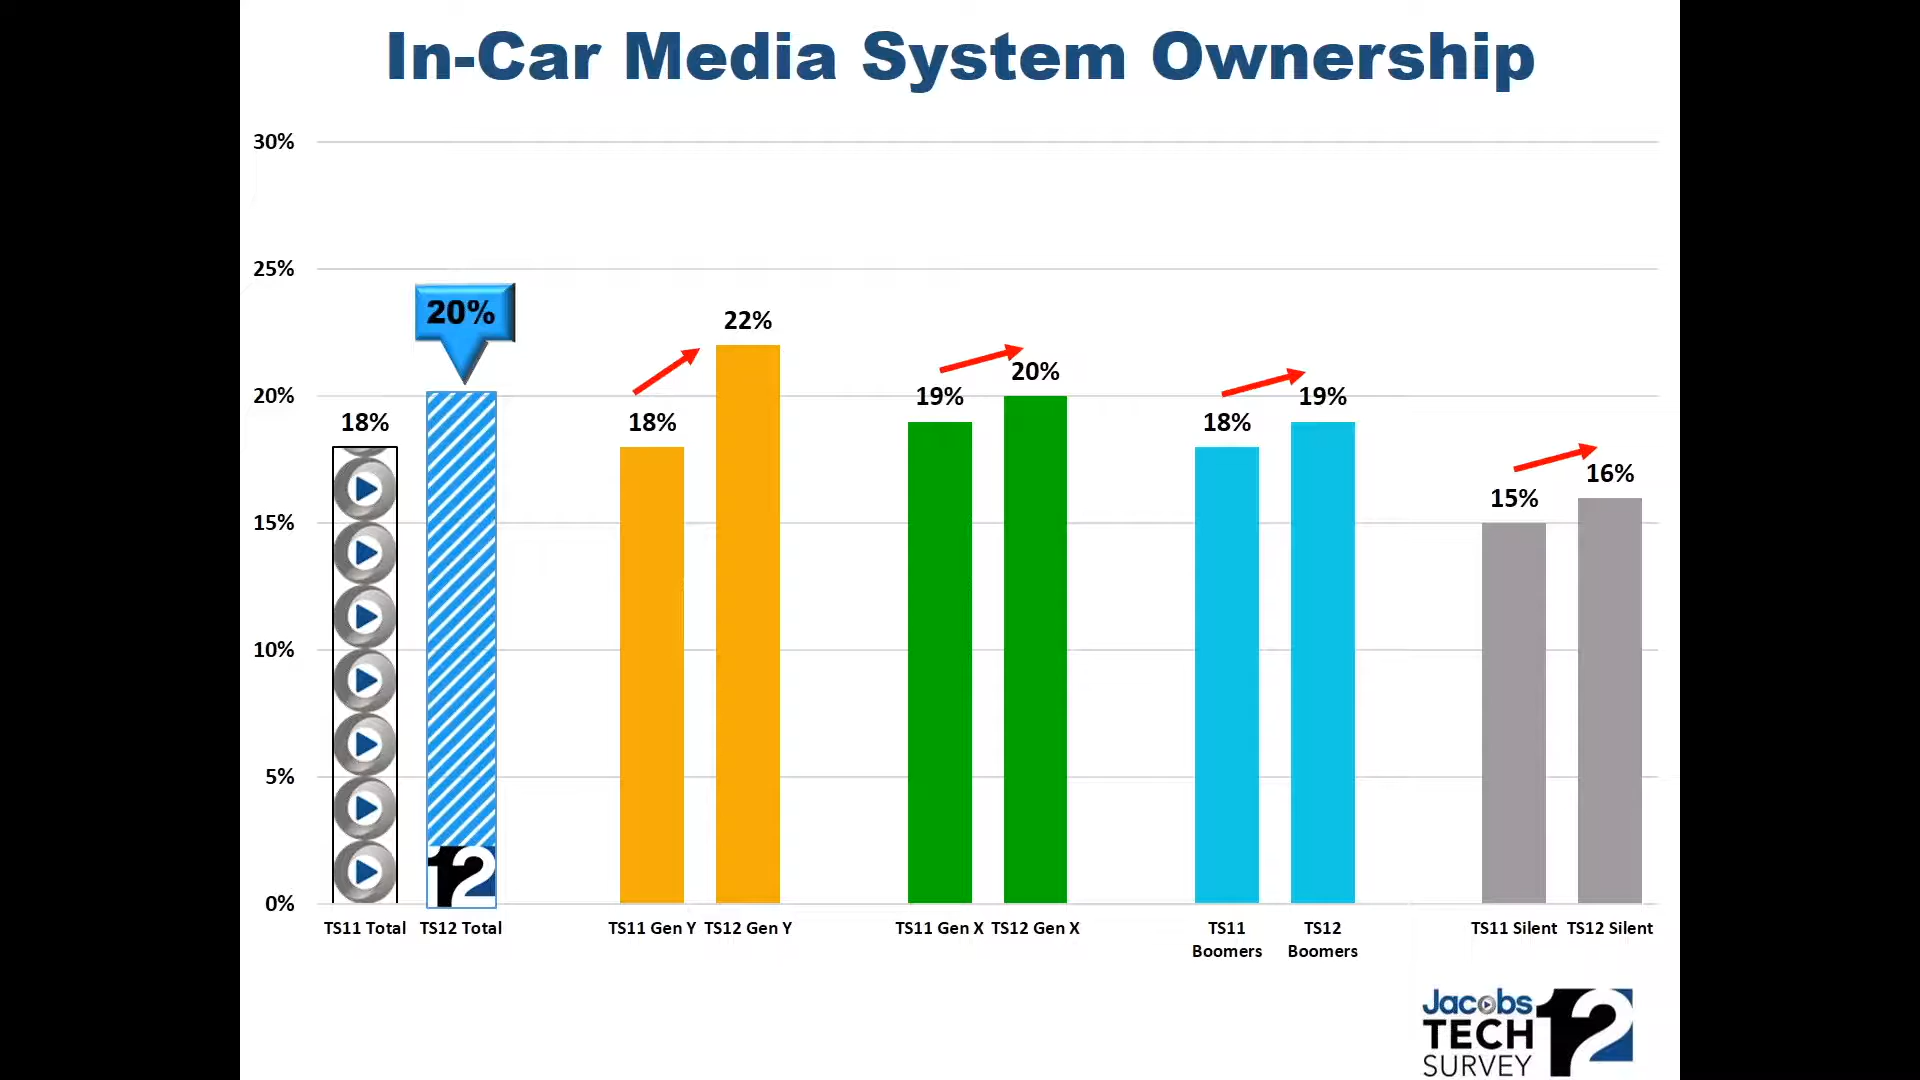 In-Car Media System Ownership
30%
25%
20%
15%
10%
5%
0%
18%
20%
18%
22%
19%
20%
18%
19%
15%
16%
12
TS11 Total
TS12 Total
TS11 Gen Y
TS12 Gen Y
TS11 Gen X
TS12 Gen X
TS11
Boomers
TS12
Boomers
TS11 Silent
TS12 Silent
Jacobs
TECH
SURVEY
12